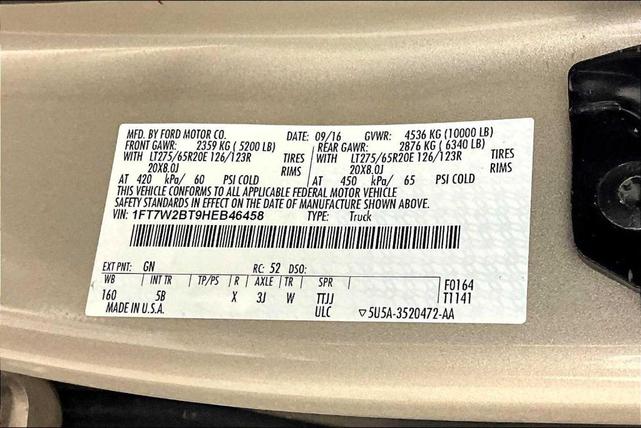 MFD. BY FORD MOTOR CO. DATE: 09/16 GVWR: 4536 KG (10000 LB)
FRONT GAWR: 2359 KG ( 5200 LB) REAR GAWR: 2876 KG ( 6340 LB)
WITH LT275/65R20E 126/123R TIRES WITH LT275/65R20E 126/123R TIRES
20X8.0J RIMS 20X8.0J RIMS
AT 420 kPa/ 60 PSI COLD AT 450 kPa/ 65 PSI COLD
THIS VEHICLE CONFORMS TO ALL APPLICABLE FEDERAL MOTOR VEHICLE
SAFETY STANDARDS IN EFFECT ON THE DATE OF MANUFACTURE SHOWN ABOVE.
VIN: 1FT7W2BT9HEB46458 TYPE: Truck
EXT PNT: GN RC: 52 DSO:
WB INT TR TP/PS R AXLE TR SPR F0164
160 5B X 3J W TTJJ T1141
MADE IN U.S.A. ULC ▽5U5A-3520472-AA